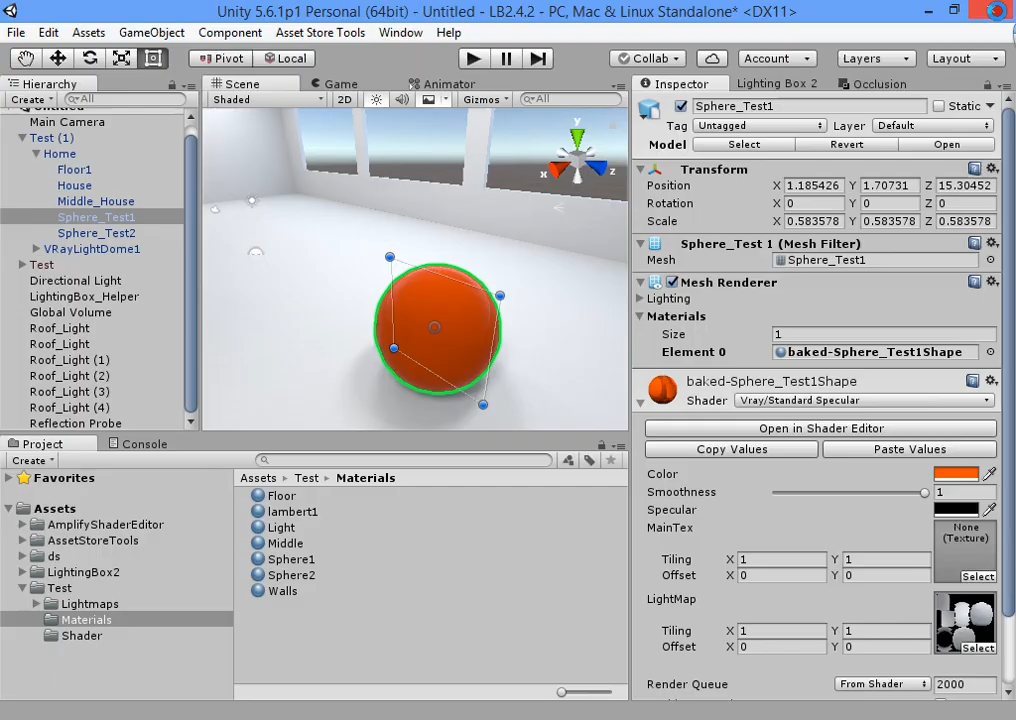 Unity 5.6.1p1 Personal (64bit) - Untitled - LB2.4.2 - PC, Mac & Linux Standalone* <DX11>
File Edit Assets GameObject Component Asset Store Tools Window Help
Pivot Local Collab Account Layers Layout
Hierarchy Scene Game Animator Inspector Lighting Box 2 Occlusion
Create All Shaded 2D Gizmos All Sphere_Test1 Static
Main Camera
Test (1)
Home
Floor1
House
Middle_House
Sphere_Test1
Sphere_Test2
VRayLightDome1
Test
Directional Light
LightingBox_Helper
Global Volume
Roof_Light
Roof_Light
Roof_Light (1)
Roof_Light (2)
Roof_Light (3)
Roof_Light (4)
Reflection Probe
y
x
z
Tag Untagged Layer Default
Model Select Revert Open
Transform
Position X 1.185426 Y 1.70731 Z 15.30452
Rotation X 0 Y 0 Z 0
Scale X 0.583578 Y 0.583578 Z 0.583578
Sphere_Test 1 (Mesh Filter)
Mesh Sphere_Test1
Mesh Renderer
Lighting
Materials
Size 1
Element 0 baked-Sphere_Test1Shape
baked-Sphere_Test1Shape
Shader Vray/Standard Specular
Open in Shader Editor
Copy Values Paste Values
Color
Smoothness 1
Specular
MainTex None
(Texture)
Tiling X 1 Y 1
Offset X 0 Y 0 Select
LightMap
Tiling X 1 Y 1
Offset X 0 Y 0 Select
Render Queue From Shader 2000
Project Console
Create
Favorites
Assets
AmplifyShaderEditor
AssetStoreTools
ds
LightingBox2
Test
Lightmaps
Materials
Shader
Assets Test Materials
Floor
lambert1
Light
Middle
Sphere1
Sphere2
Walls